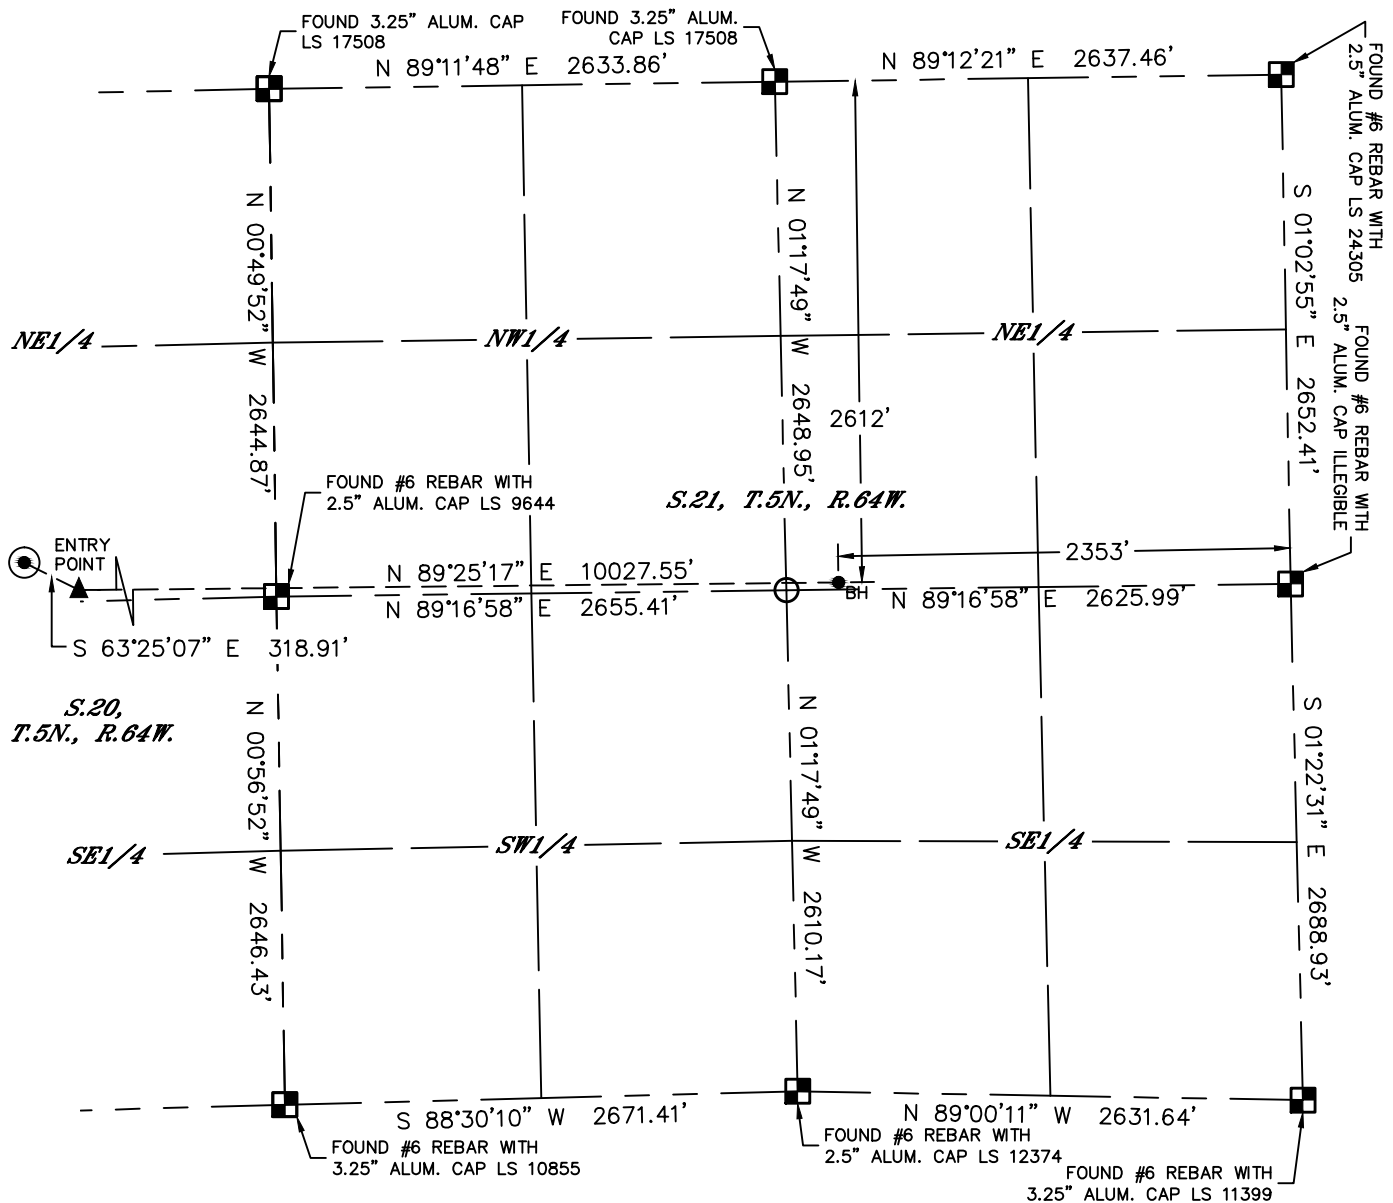 FOUND 3.25" ALUM. CAP
LS 17508
FOUND 3.25" ALUM.
CAP LS 17508
N 89°11'48" E 2633.86'
N 89°12'21" E 2637.46'
FOUND #6 REBAR WITH
2.5" ALUM. CAP LS 24305
N 00°49'52" W 2644.87'
N 01°17'49" W 2648.95'
S 01°02'55" E 2652.41'
FOUND #6 REBAR WITH
2.5" ALUM. CAP ILLEGIBLE
NE1/4
NW1/4
NE1/4
2612'
FOUND #6 REBAR WITH
2.5" ALUM. CAP LS 9644
S.21, T.5N., R.64W.
ENTRY
POINT
2353'
N 89°25'17" E 10027.55'
BH
N 89°16'58" E 2655.41'
N 89°16'58" E 2625.99'
S 63°25'07" E 318.91'
S.20,
T.5N., R.64W.
N 00°56'52" W 2646.43'
N 01°17'49" W 2610.17'
S 01°22'31" E 2688.93'
SE1/4
SW1/4
SE1/4
S 88°30'10" W 2671.41'
N 89°00'11" W 2631.64'
FOUND #6 REBAR WITH
3.25" ALUM. CAP LS 10855
FOUND #6 REBAR WITH
2.5" ALUM. CAP LS 12374
FOUND #6 REBAR WITH
3.25" ALUM. CAP LS 11399